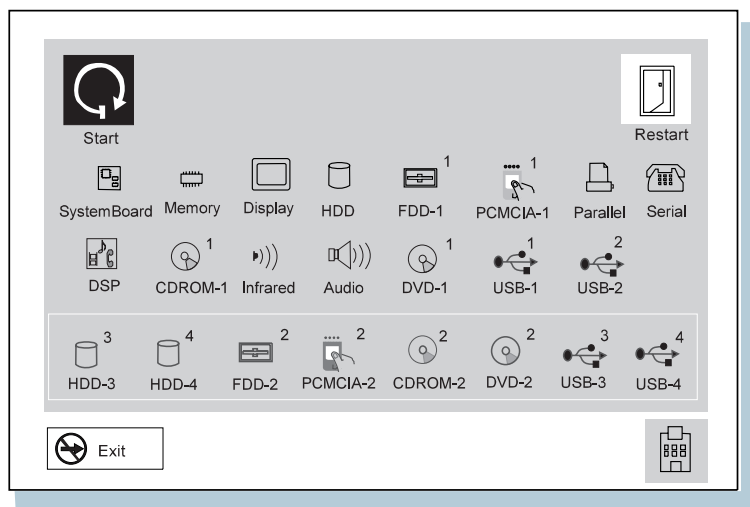 Start
Restart
1 1
SystemBoard Memory Display HDD FDD-1 PCMCIA-1 Parallel Serial
1 1 1 2
DSP CDROM-1 Infrared Audio DVD-1 USB-1 USB-2
3 4 2 2 2 2 3 4
HDD-3 HDD-4 FDD-2 PCMCIA-2 CDROM-2 DVD-2 USB-3 USB-4
Exit